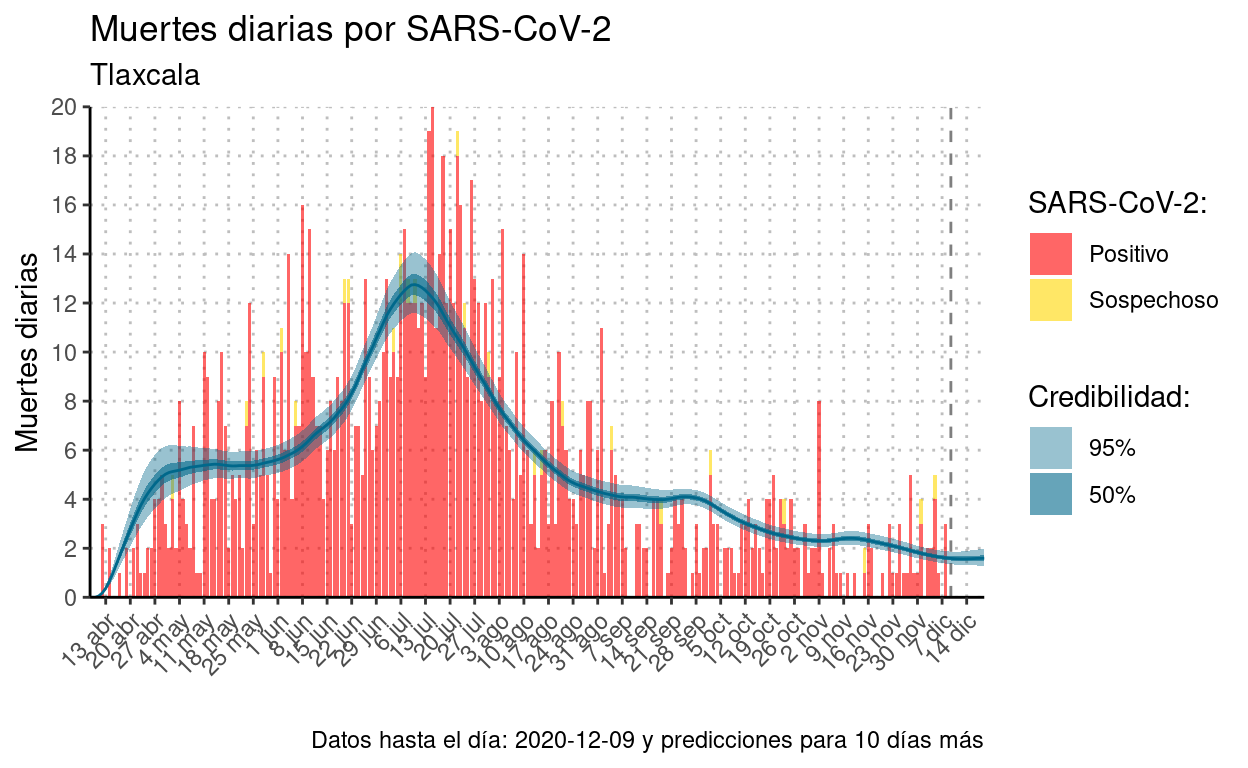 Muertes diarias por SARS-CoV-2
Tlaxcala
Muertes diarias
20
18
16
14
12
10
8
6
4
2
0
13 abr
20 abr
27 abr
4 may
11 may
18 may
25 may
1 jun
8 jun
15 jun
22 jun
29 jun
6 jul
13 jul
20 jul
27 jul
3 ago
10 ago
17 ago
24 ago
31 ago
7 sep
14 sep
21 sep
28 sep
5 oct
12 oct
19 oct
26 oct
2 nov
9 nov
16 nov
23 nov
30 nov
7 dic
14 dic
SARS-CoV-2:
Positivo
Sospechoso
Credibilidad:
95%
50%
Datos hasta el día: 2020-12-09 y predicciones para 10 días más